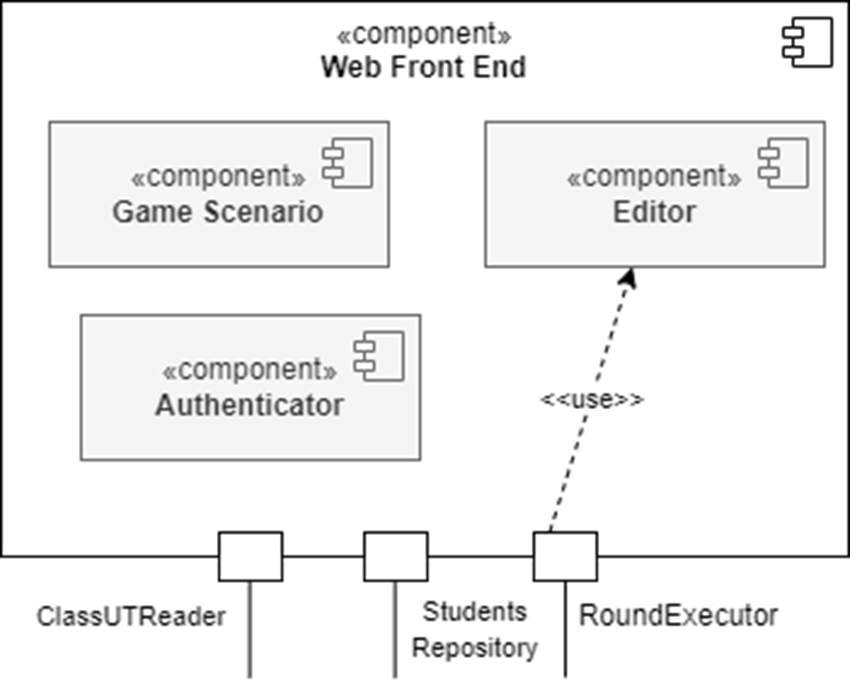 «component»
Web Front End
«component»
Game Scenario
«component»
Editor
«component»
Authenticator
<<use>>
ClassUTReader
Students
Repository
RoundExecutor